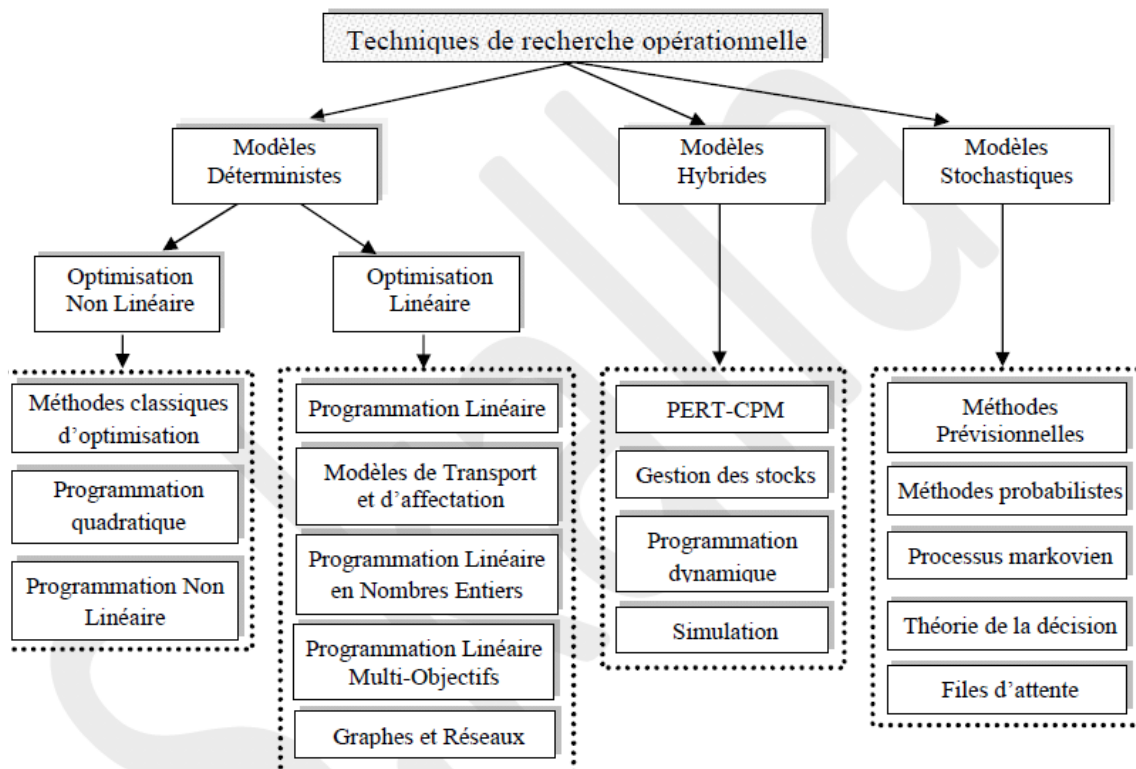 Techniques de recherche opérationnelle
Modèles
Déterministes
Modèles
Hybrides
Modèles
Stochastiques
Optimisation
Non Linéaire
Optimisation
Linéaire
Méthodes classiques
d’optimisation
Programmation
quadratique
Programmation Non
Linéaire
Programmation Linéaire
Modèles de Transport
et d’affectation
Programmation Linéaire
en Nombres Entiers
Programmation Linéaire
Multi-Objectifs
Graphes et Réseaux
PERT-CPM
Gestion des stocks
Programmation
dynamique
Simulation
Méthodes
Prévisionnelles
Méthodes probabilistes
Processus markovien
Théorie de la décision
Files d’attente